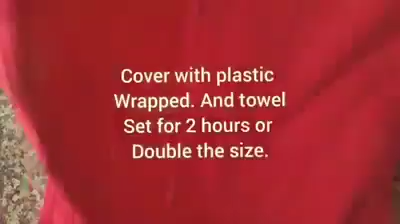 Cover with plastic
Wrapped. And towel
Set for 2 hours or
Double the size.